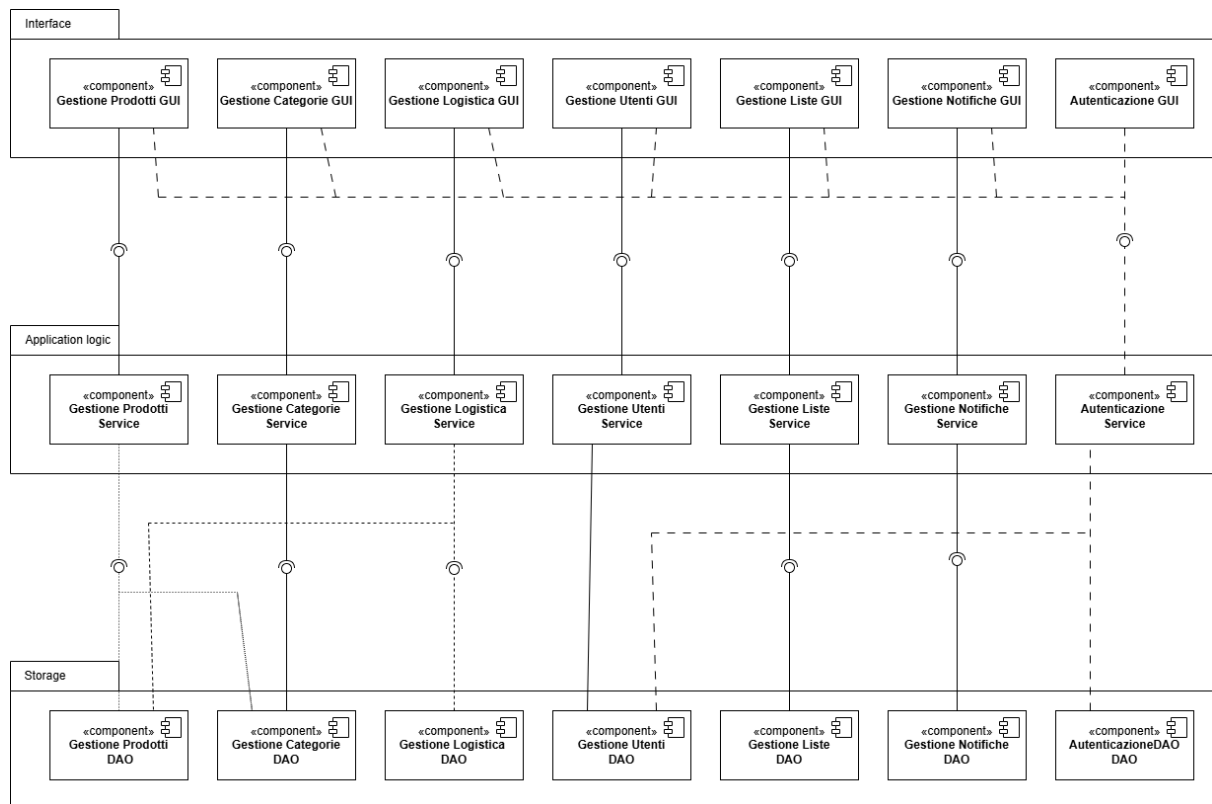 Interface
«component»
Gestione Prodotti GUI
«component»
Gestione Categorie GUI
«component»
Gestione Logistica GUI
«component»
Gestione Utenti GUI
«component»
Gestione Liste GUI
«component»
Gestione Notifiche GUI
«component»
Autenticazione GUI
Application logic
«component»
Gestione Prodotti
Service
«component»
Gestione Categorie
Service
«component»
Gestione Logistica
Service
«component»
Gestione Utenti
Service
«component»
Gestione Liste
Service
«component»
Gestione Notifiche
Service
«component»
Autenticazione
Service
Storage
«component»
Gestione Prodotti
DAO
«component»
Gestione Categorie
DAO
«component»
Gestione Logistica
DAO
«component»
Gestione Utenti
DAO
«component»
Gestione Liste
DAO
«component»
Gestione Notifiche
DAO
«component»
AutenticazioneDAO
DAO